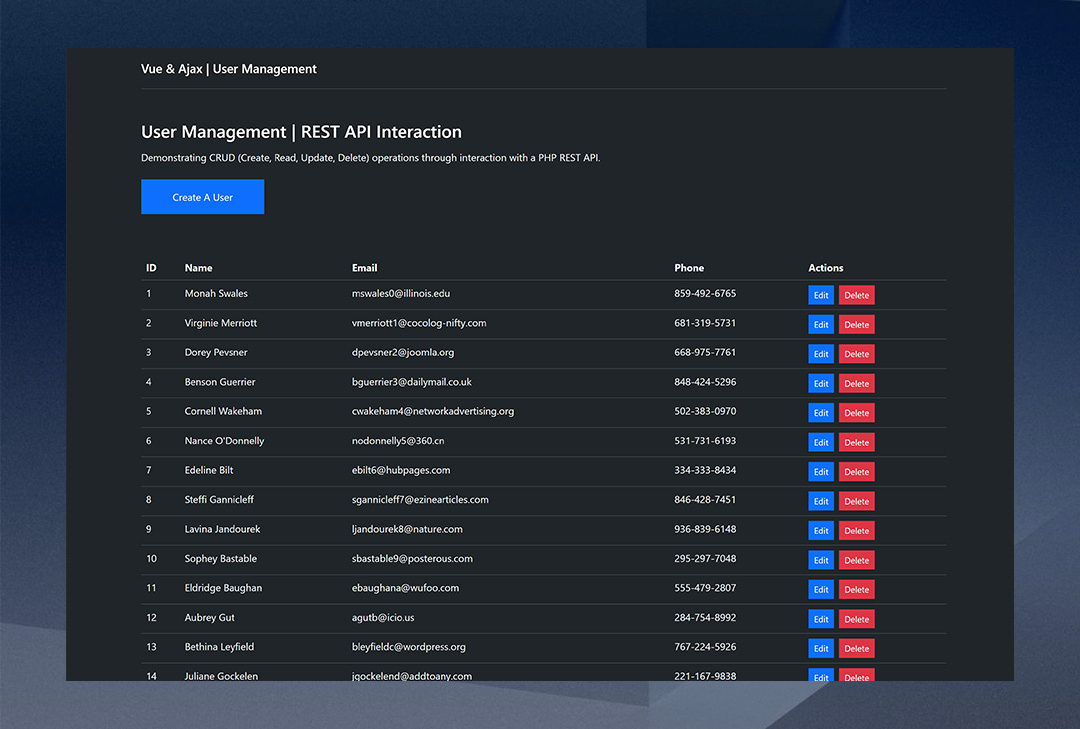 Vue & Ajax | User Management
User Management | REST API Interaction
Demonstrating CRUD (Create, Read, Update, Delete) operations through interaction with a PHP REST API.
Create A User
ID Name Email Phone Actions
1 Monah Swales mswales0@illinois.edu 859-492-6765 Edit Delete
2 Virginie Merriott vmerriott1@cocolog-nifty.com 681-319-5731 Edit Delete
3 Dorey Pevsner dpevsner2@joomla.org 668-975-7761 Edit Delete
4 Benson Guerrier bguerrier3@dailymail.co.uk 848-424-5296 Edit Delete
5 Cornell Wakeham cwakeham4@networkadvertising.org 502-383-0970 Edit Delete
6 Nance O'Donnelly nodonnelly5@360.cn 531-731-6193 Edit Delete
7 Edeline Bilt ebilt6@hubpages.com 334-333-8434 Edit Delete
8 Steffi Gannicleff sgannicleff7@ezinearticles.com 846-428-7451 Edit Delete
9 Lavina Jandourek ljandourek8@nature.com 936-839-6148 Edit Delete
10 Sophey Bastable sbastable9@posterous.com 295-297-7048 Edit Delete
11 Eldridge Baughan ebaughana@wufoo.com 555-479-2807 Edit Delete
12 Aubrey Gut agutb@icio.us 284-754-8992 Edit Delete
13 Bethina Leyfield bleyfieldc@wordpress.org 767-224-5926 Edit Delete
14 Juliane Gockelen jgockelend@addtoany.com 221-167-9838 Edit Delete